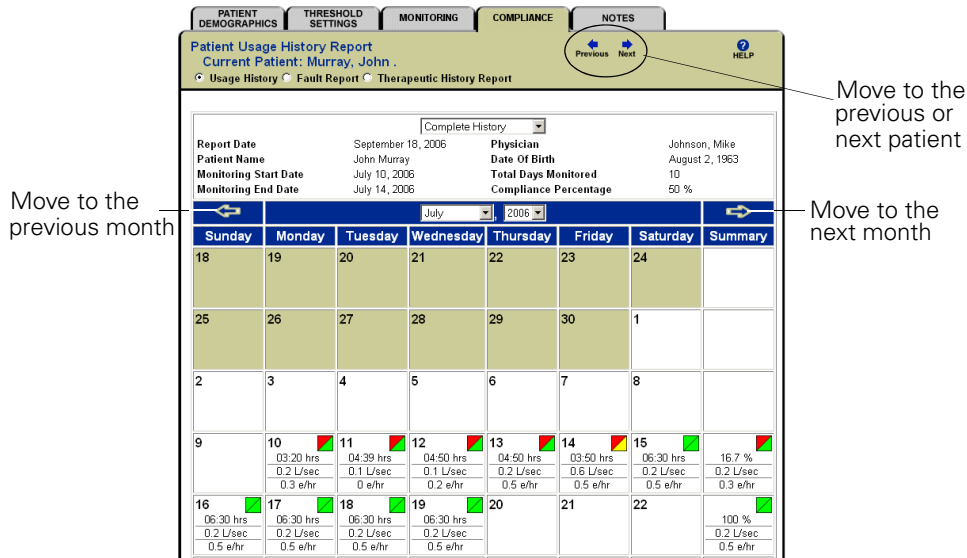 PATIENT DEMOGRAPHICS
THRESHOLD SETTINGS
MONITORING
COMPLIANCE
NOTES
Patient Usage History Report
Current Patient: Murray, John .
Previous Next
HELP
Usage History Fault Report Therapeutic History Report
Move to the
previous or
next patient
Complete History
Report Date September 18, 2006 Physician Johnson, Mike
Patient Name John Murray Date Of Birth August 2, 1963
Monitoring Start Date July 10, 2006 Total Days Monitored 10
Monitoring End Date July 14, 2006 Compliance Percentage 50 %
Move to the
previous month
July , 2006
Move to the
next month
Sunday Monday Tuesday Wednesday Thursday Friday Saturday Summary
18 19 20 21 22 23 24
25 26 27 28 29 30 1
2 3 4 5 6 7 8
9 10 11 12 13 14 15
03:20 hrs 04:39 hrs 04:50 hrs 04:50 hrs 03:50 hrs 06:30 hrs 16.7 %
0.2 L/sec 0.1 L/sec 0.1 L/sec 0.2 L/sec 0.6 L/sec 0.2 L/sec 0.2 L/sec
0.3 e/hr 0 e/hr 0.2 e/hr 0.5 e/hr 0.5 e/hr 0.5 e/hr 0.3 e/hr
16 17 18 19 20 21 22
06:30 hrs 06:30 hrs 06:30 hrs 06:30 hrs 100 %
0.2 L/sec 0.2 L/sec 0.2 L/sec 0.2 L/sec 0.2 L/sec
0.5 e/hr 0.5 e/hr 0.5 e/hr 0.5 e/hr 0.5 e/hr